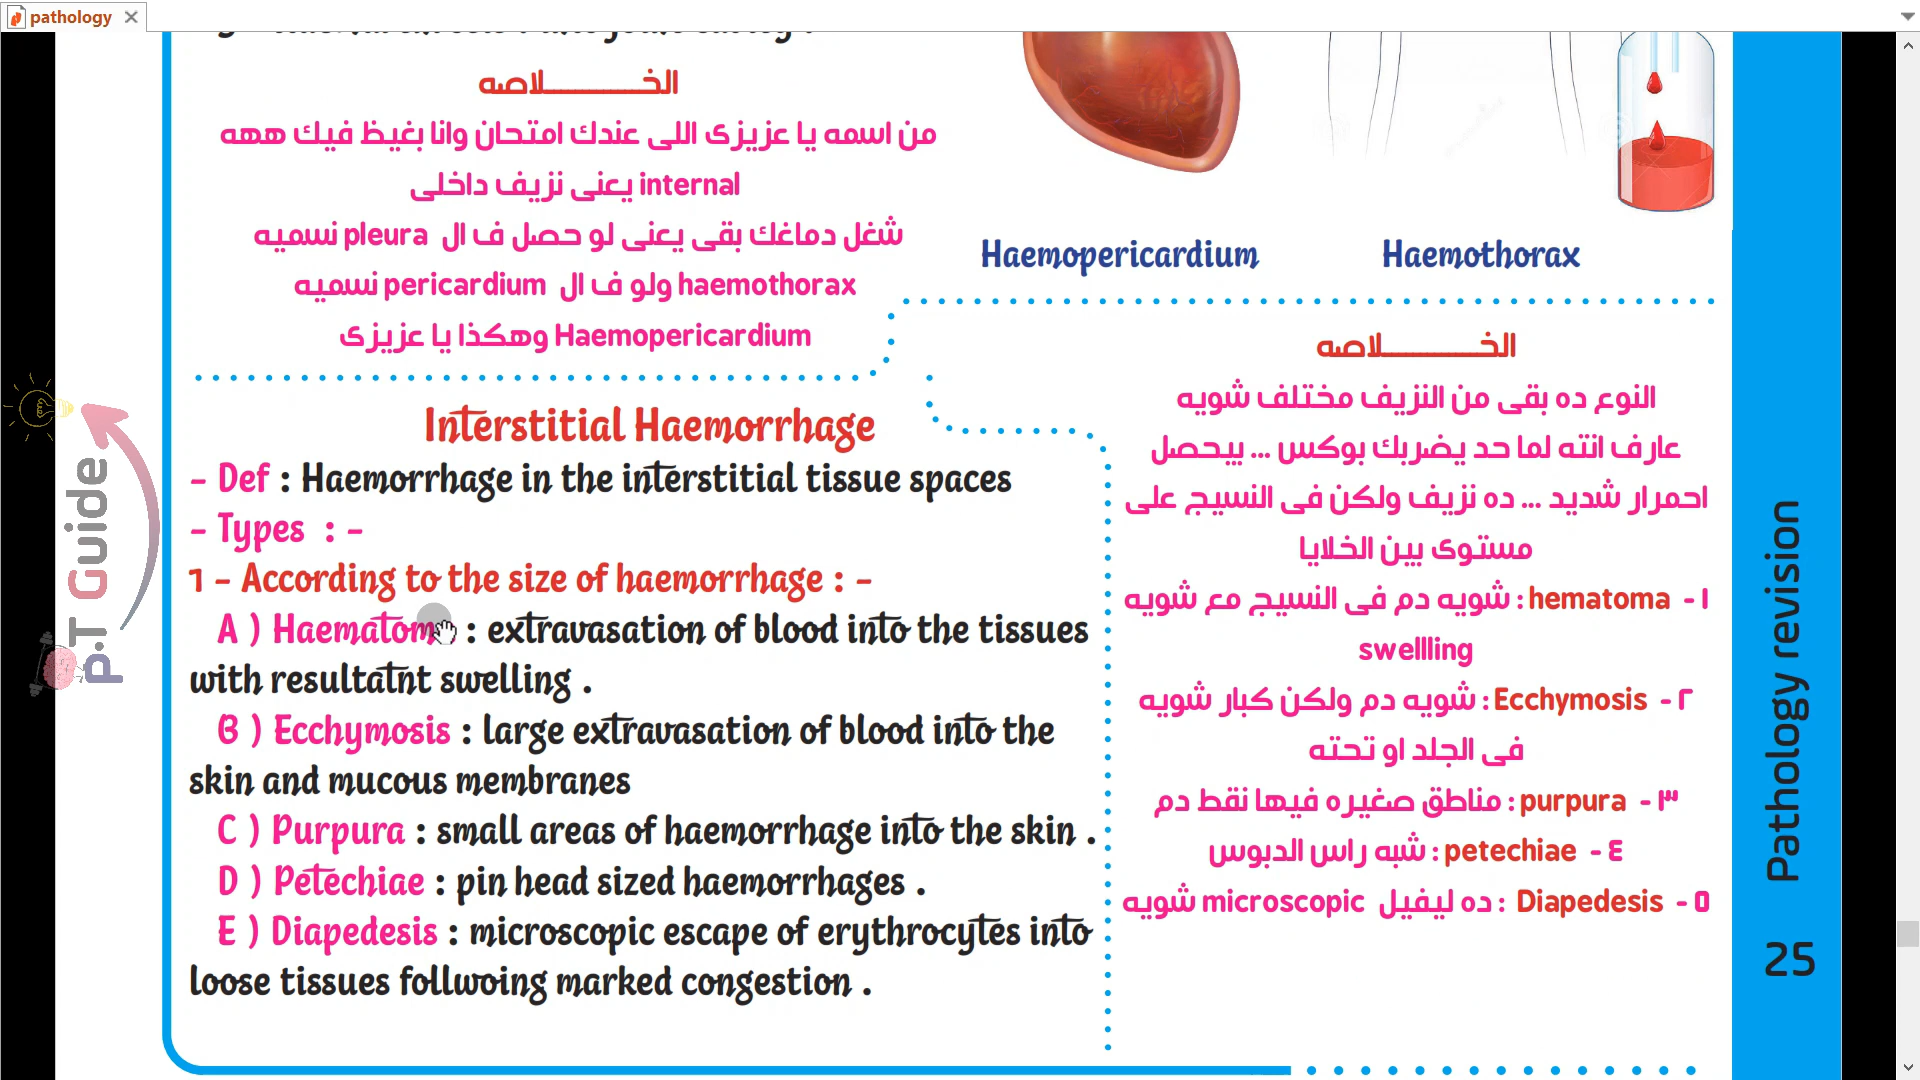 pathology
الخـــــــــلاصه
من اسمه يا عزيزى اللى عندك امتحان وانا بغيظ فيك ههه
internal يعنى نزيف داخلى
شغل دماغك بقى يعنى لو حصل ف ال pleura نسميه
haemothorax ولو ف ال pericardium نسميه
Haemopericardium وهكذا يا عزيزى
Haemopericardium
Haemothorax
Interstitial Haemorrhage
- Def : Haemorrhage in the interstitial tissue spaces
- Types : -
1 - According to the size of haemorrhage : -
A ) Haematom : extravasation of blood into the tissues
with resultatnt swelling .
B ) Ecchymosis : large extravasation of blood into the
skin and mucous membranes
C ) Purpura : small areas of haemorrhage into the skin .
D ) Petechiae : pin head sized haemorrhages .
E ) Diapedesis : microscopic escape of erythrocytes into
loose tissues follwoing marked congestion .
الخـــــــــلاصه
النوع ده بقى من النزيف مختلف شويه
عارف انته لما حد يضربك بوكس ... بيحصل
احمرار شديد ... ده نزيف ولكن فى النسيج على
مستوى بين الخلايا
١ - hematoma : شويه دم فى النسيج مع شويه
swellling
٢ - Ecchymosis : شويه دم ولكن كبار شويه
فى الجلد او تحته
٣ - purpura : مناطق صغيره فيها نقط دم
٤ - petechiae : شبه راس الدبوس
٥ - Diapedesis : ده ليفيل microscopic شويه
Pathology revision
25
P.T Guide